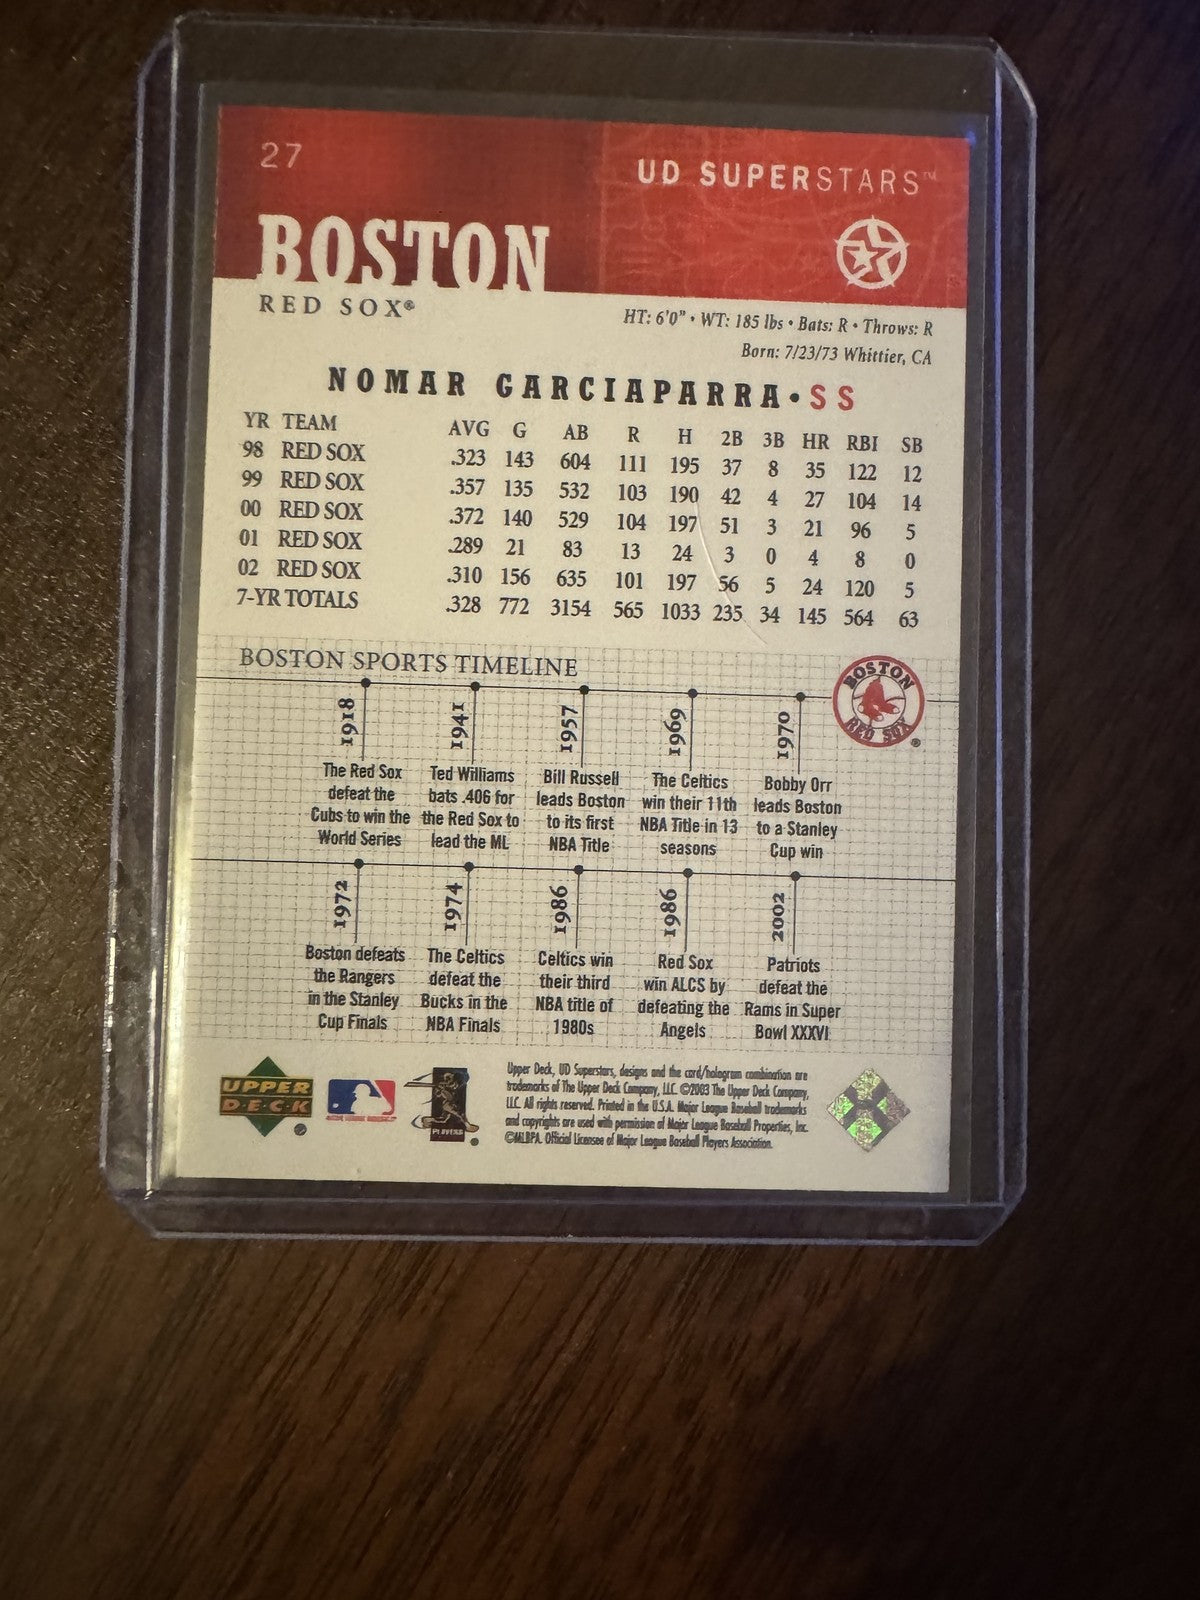 27
UD SUPERSTARS™
BOSTON
RED SOX®
HT: 6'0" • WT: 185 lbs • Bats: R • Throws: R
Born: 7/23/73 Whittier, CA
NOMAR GARCIAPARRA • SS
YR TEAM AVG G AB R H 2B 3B HR RBI SB
98 RED SOX .323 143 604 111 195 37 8 35 122 12
99 RED SOX .357 135 532 103 190 42 4 27 104 14
00 RED SOX .372 140 529 104 197 51 3 21 96 5
01 RED SOX .289 21 83 13 24 3 0 4 8 0
02 RED SOX .310 156 635 101 197 56 5 24 120 5
7-YR TOTALS .328 772 3154 565 1033 235 34 145 564 63
BOSTON SPORTS TIMELINE
BOSTON
RED SOX
®
1918
The Red Sox
defeat the
Cubs to win the
World Series
1941
Ted Williams
bats .406 for
the Red Sox to
lead the ML
1957
Bill Russell
leads Boston
to its first
NBA Title
1969
The Celtics
win their 11th
NBA Title in 13
seasons
1970
Bobby Orr
leads Boston
to a Stanley
Cup win
1972
Boston defeats
the Rangers
in the Stanley
Cup Finals
1974
The Celtics
defeat the
Bucks in the
NBA Finals
1986
Celtics win
their third
NBA title of
1980s
1986
Red Sox
win ALCS by
defeating the
Angels
2002
Patriots
defeat the
Rams in Super
Bowl XXXVI
UPPER
DECK
PLAYERS
Upper Deck, UD Superstars, designs and the card/hologram combination are
trademarks of The Upper Deck Company, LLC. ©2003 The Upper Deck Company,
LLC. All rights reserved. Printed in the U.S.A. Major League Baseball trademarks
and copyrights are used with permission of Major League Baseball Properties, Inc.
©MLBPA. Official Licensee of Major League Baseball Players Association.